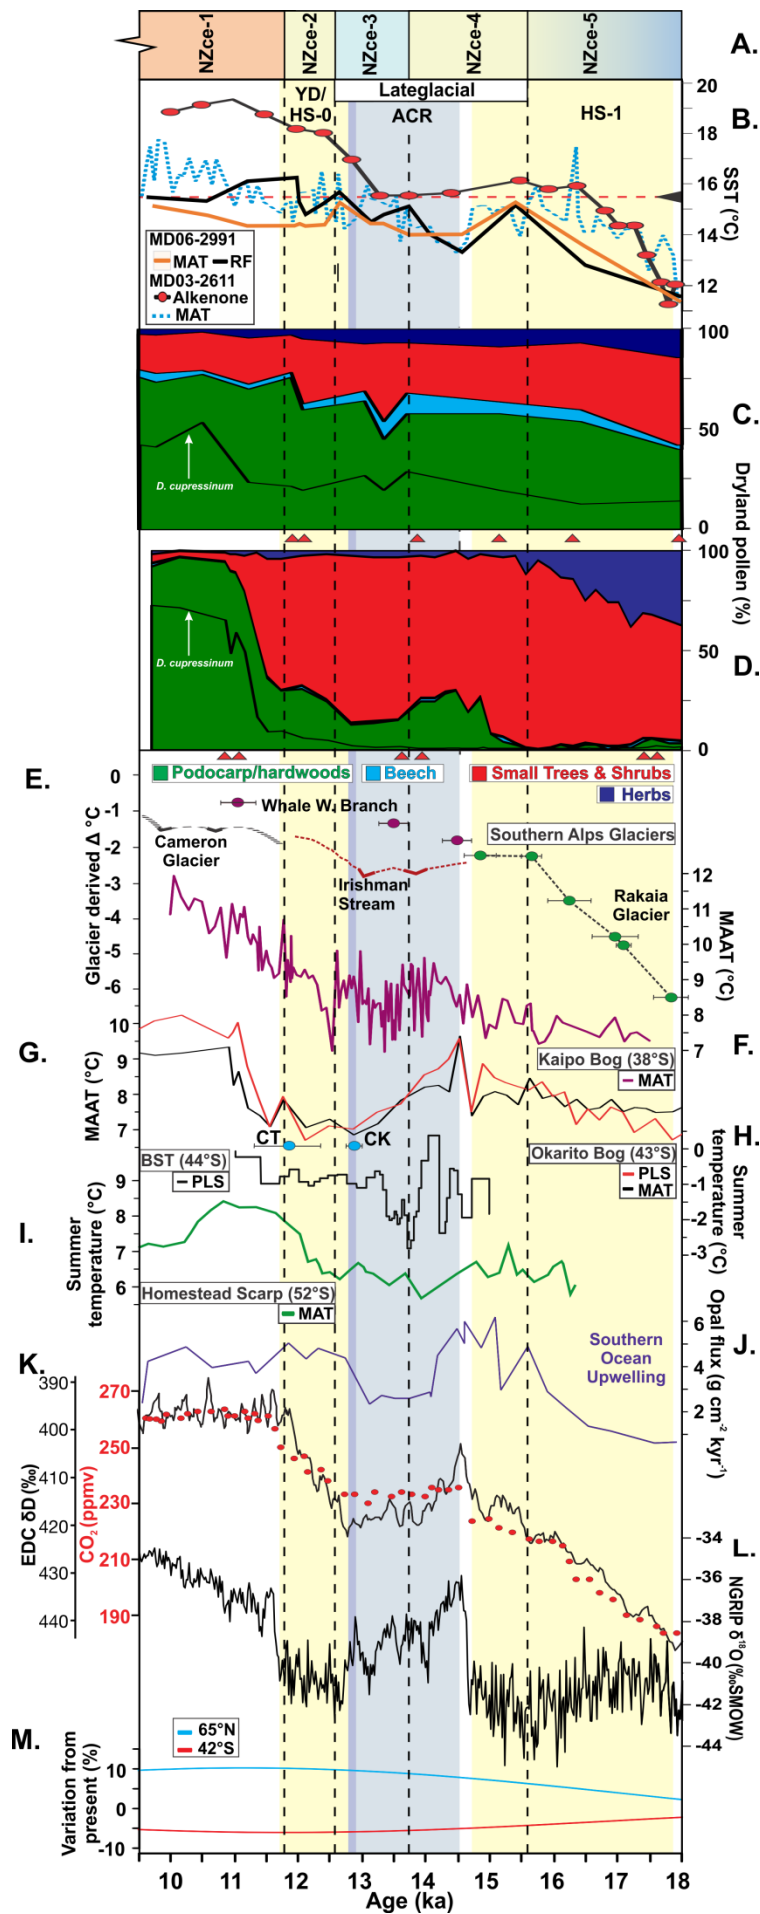 NZce-1
NZce-2
NZce-3
NZce-4
NZce-5
A.
YD/
HS-0
Lateglacial
ACR
HS-1
B.
20
18
16
14
12
SST (°C)
MD06-2991
MAT RF
MD03-2611
Alkenone
MAT
C.
100
50
0
D. cupressinum
Dryland pollen (%)
D.
100
50
0
D. cupressinum
Podocarp/hardwoods
Beech
Small Trees & Shrubs
Herbs
E.
0
-1
-2
-3
-4
-5
-6
Glacier derived Δ °C
Whale W. Branch
Southern Alps Glaciers
Cameron
Glacier
Irishman
Stream
Rakaia
Glacier
12
11
10
9
8
7
MAAT (°C)
F.
Kaipo Bog (38°S)
MAT
G.
10
9
8
7
MAAT (°C)
CT
CK
H.
Okarito Bog (43°S)
PLS
MAT
BST (44°S)
PLS
0
-1
-2
-3
Summer
temperature (°C)
I.
9
8
7
6
Summer
temperature (°C)
Homestead Scarp (52°S)
MAT
J.
6
4
2
Opal flux (g cm⁻² kyr⁻¹)
Southern
Ocean
Upwelling
K.
390
400
410
420
430
440
EDC δD (‰)
270
250
230
210
190
CO₂ (ppmv)
L.
-34
-36
-38
-40
-42
-44
NGRIP δ¹⁸O (‰SMOW)
M.
65°N
42°S
10
0
-10
Variation from
present (%)
10 11 12 13 14 15 16 17 18
Age (ka)